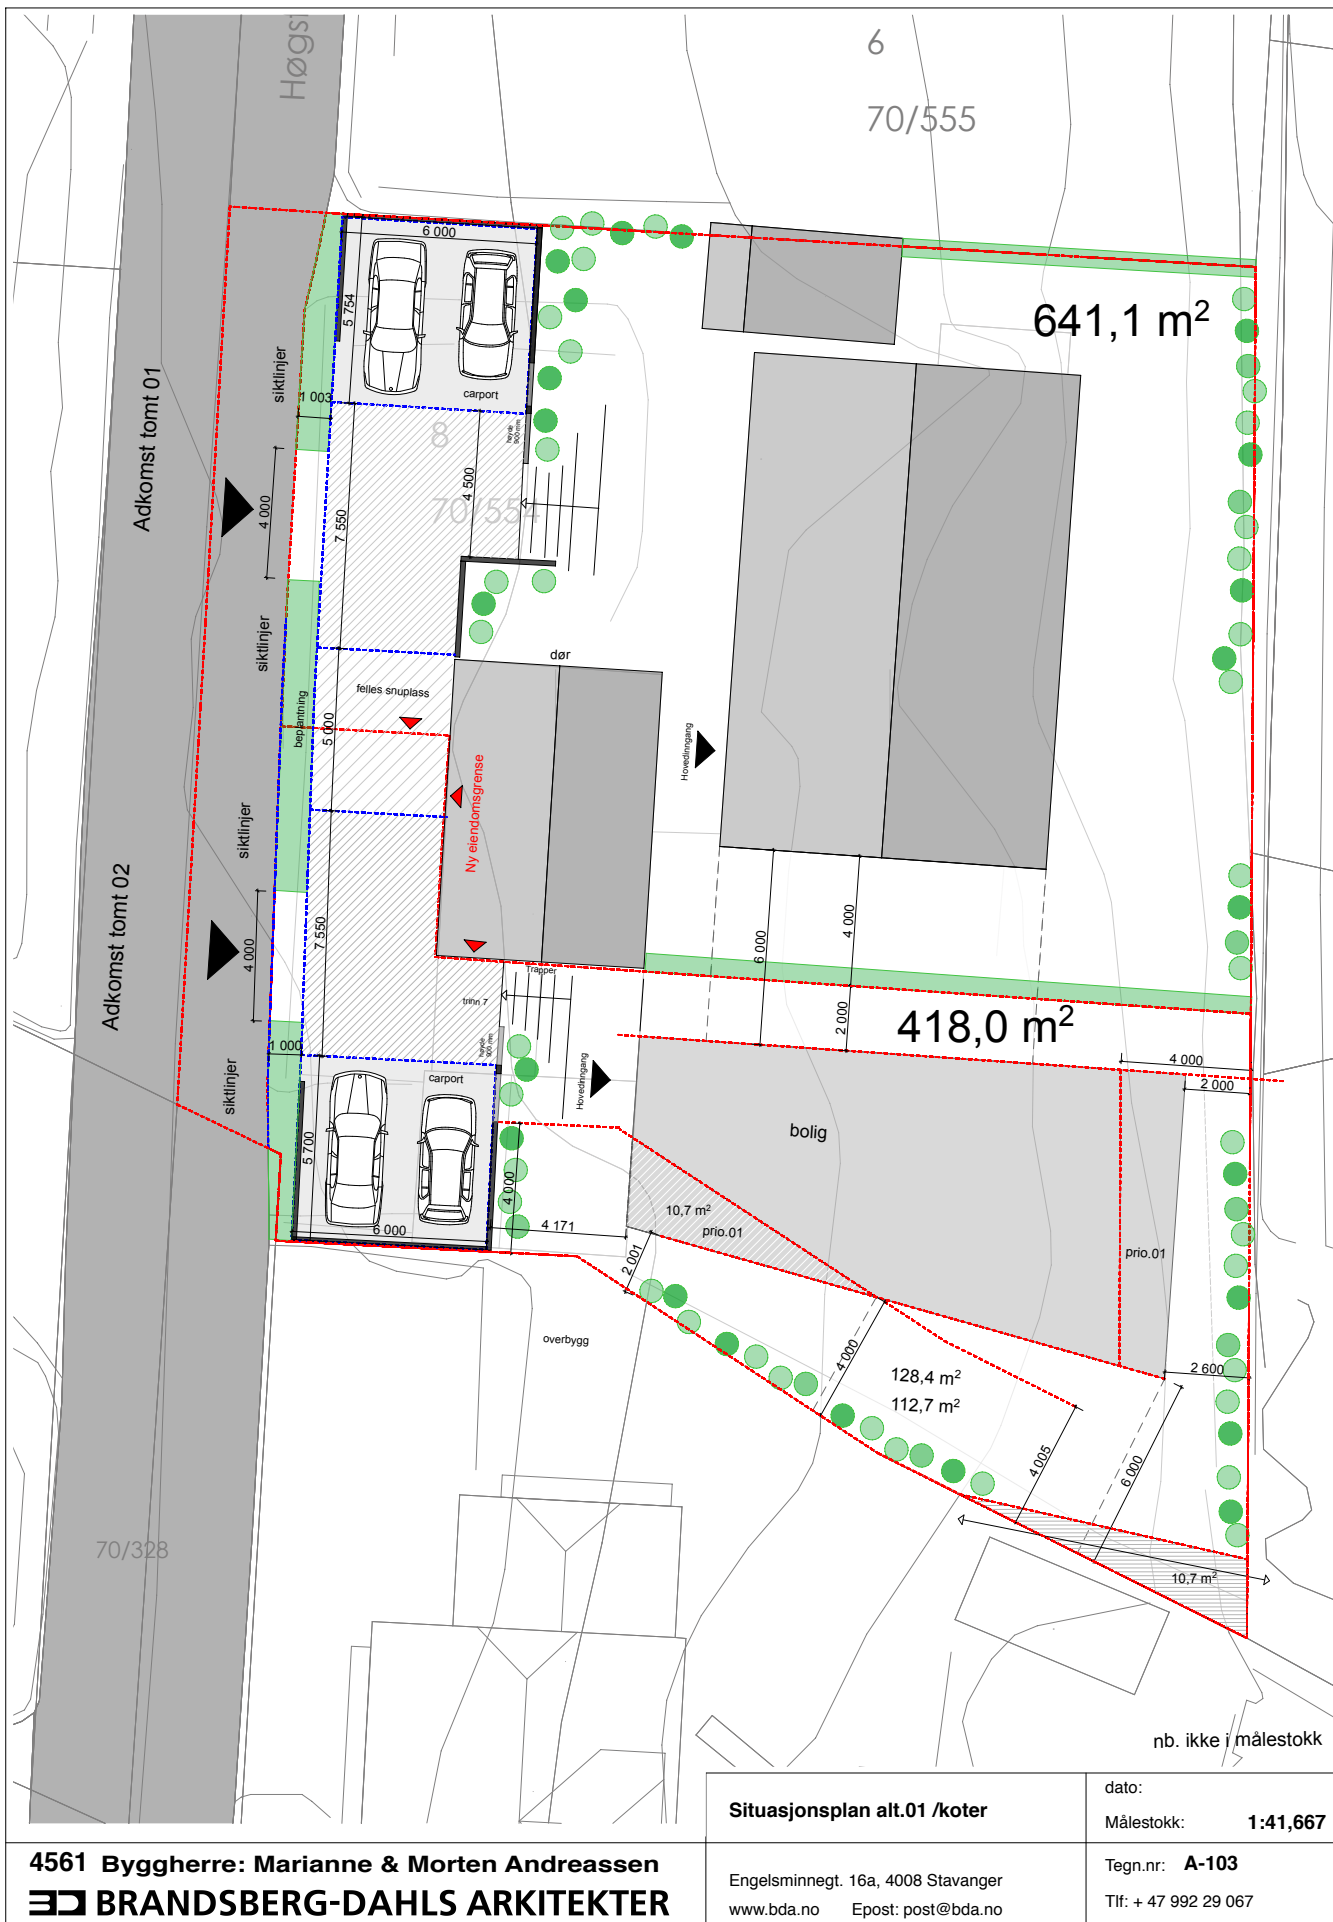 Høgs
6
70/555
6 000
5 754
641,1 m²
siktlinjer
Adkomst tomt 01
1 003
carport
høyde
900 mm
8
4 000
4 500
70/554
7 550
siktlinjer
dør
felles snuplass
beplantning
5 000
Hovedinngang
Ny eiendomsgrense
siktlinjer
Adkomst tomt 02
4 000
7 550
6 000
4 000
Trapper
trinn 7
2 000
418,0 m²
høyde
900 mm
1 000
4 000
2 000
siktlinjer
carport
Hovedinngang
bolig
5 700
4 000
10,7 m²
prio.01
6 000
4 171
2 001
prio.01
overbygg
4 000
128,4 m²
112,7 m²
2 600
4 005
6 000
70/328
10,7 m²
nb. ikke i målestokk
Situasjonsplan alt.01 /koter
dato:
Målestokk: 1:41,667
4561 Byggherre: Marianne & Morten Andreassen
BRANDSBERG-DAHLS ARKITEKTER
Engelsminnegt. 16a, 4008 Stavanger
www.bda.no Epost: post@bda.no
Tegn.nr: A-103
Tlf: + 47 992 29 067